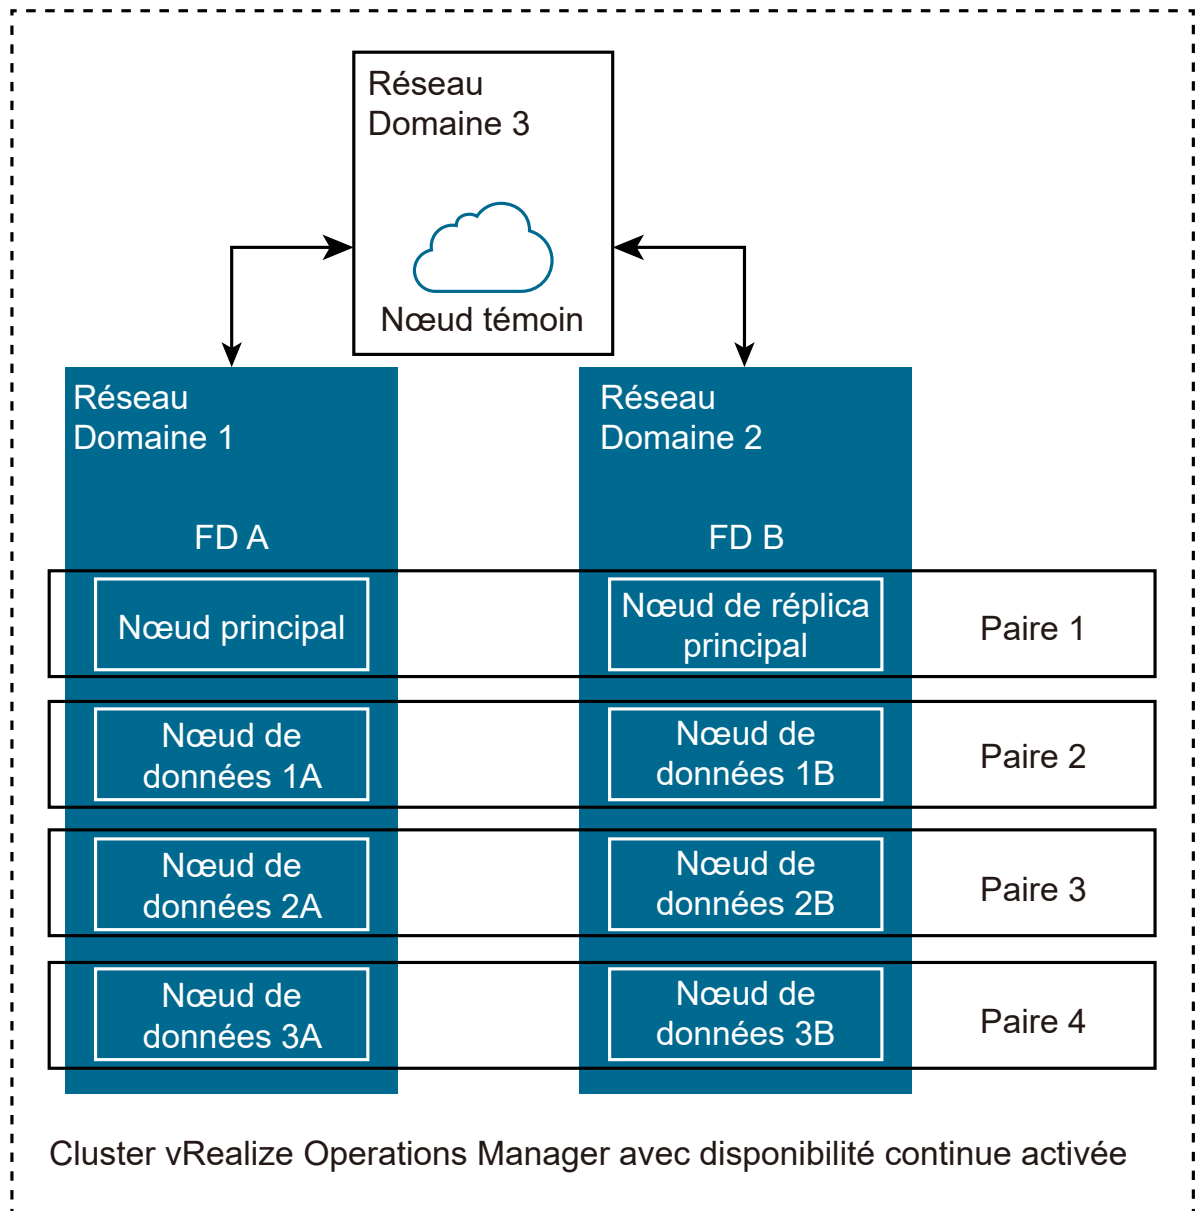 Réseau
Domaine 3
Nœud témoin
Réseau
Domaine 1
Réseau
Domaine 2
FD A
FD B
Nœud principal
Nœud de réplica
principal
Paire 1
Nœud de
données 1A
Nœud de
données 1B
Paire 2
Nœud de
données 2A
Nœud de
données 2B
Paire 3
Nœud de
données 3A
Nœud de
données 3B
Paire 4
Cluster vRealize Operations Manager avec disponibilité continue activée